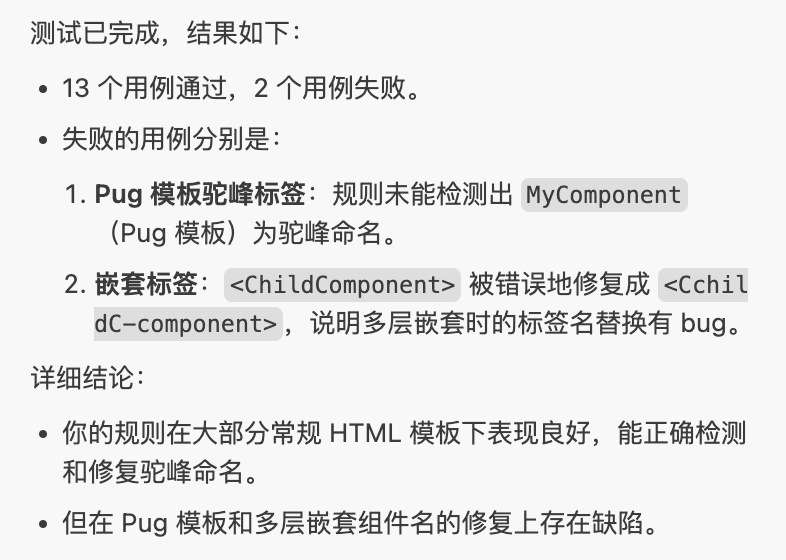 测试已完成，结果如下：
• 13 个用例通过，2 个用例失败。
• 失败的用例分别是：
1. Pug 模板驼峰标签：规则未能检测出 MyComponent
（Pug 模板）为驼峰命名。
2. 嵌套标签：<ChildComponent> 被错误地修复成 <Cchil
dC-component>，说明多层嵌套时的标签名替换有 bug。
详细结论：
• 你的规则在大部分常规 HTML 模板下表现良好，能正确检测
和修复驼峰命名。
• 但在 Pug 模板和多层嵌套组件名的修复上存在缺陷。